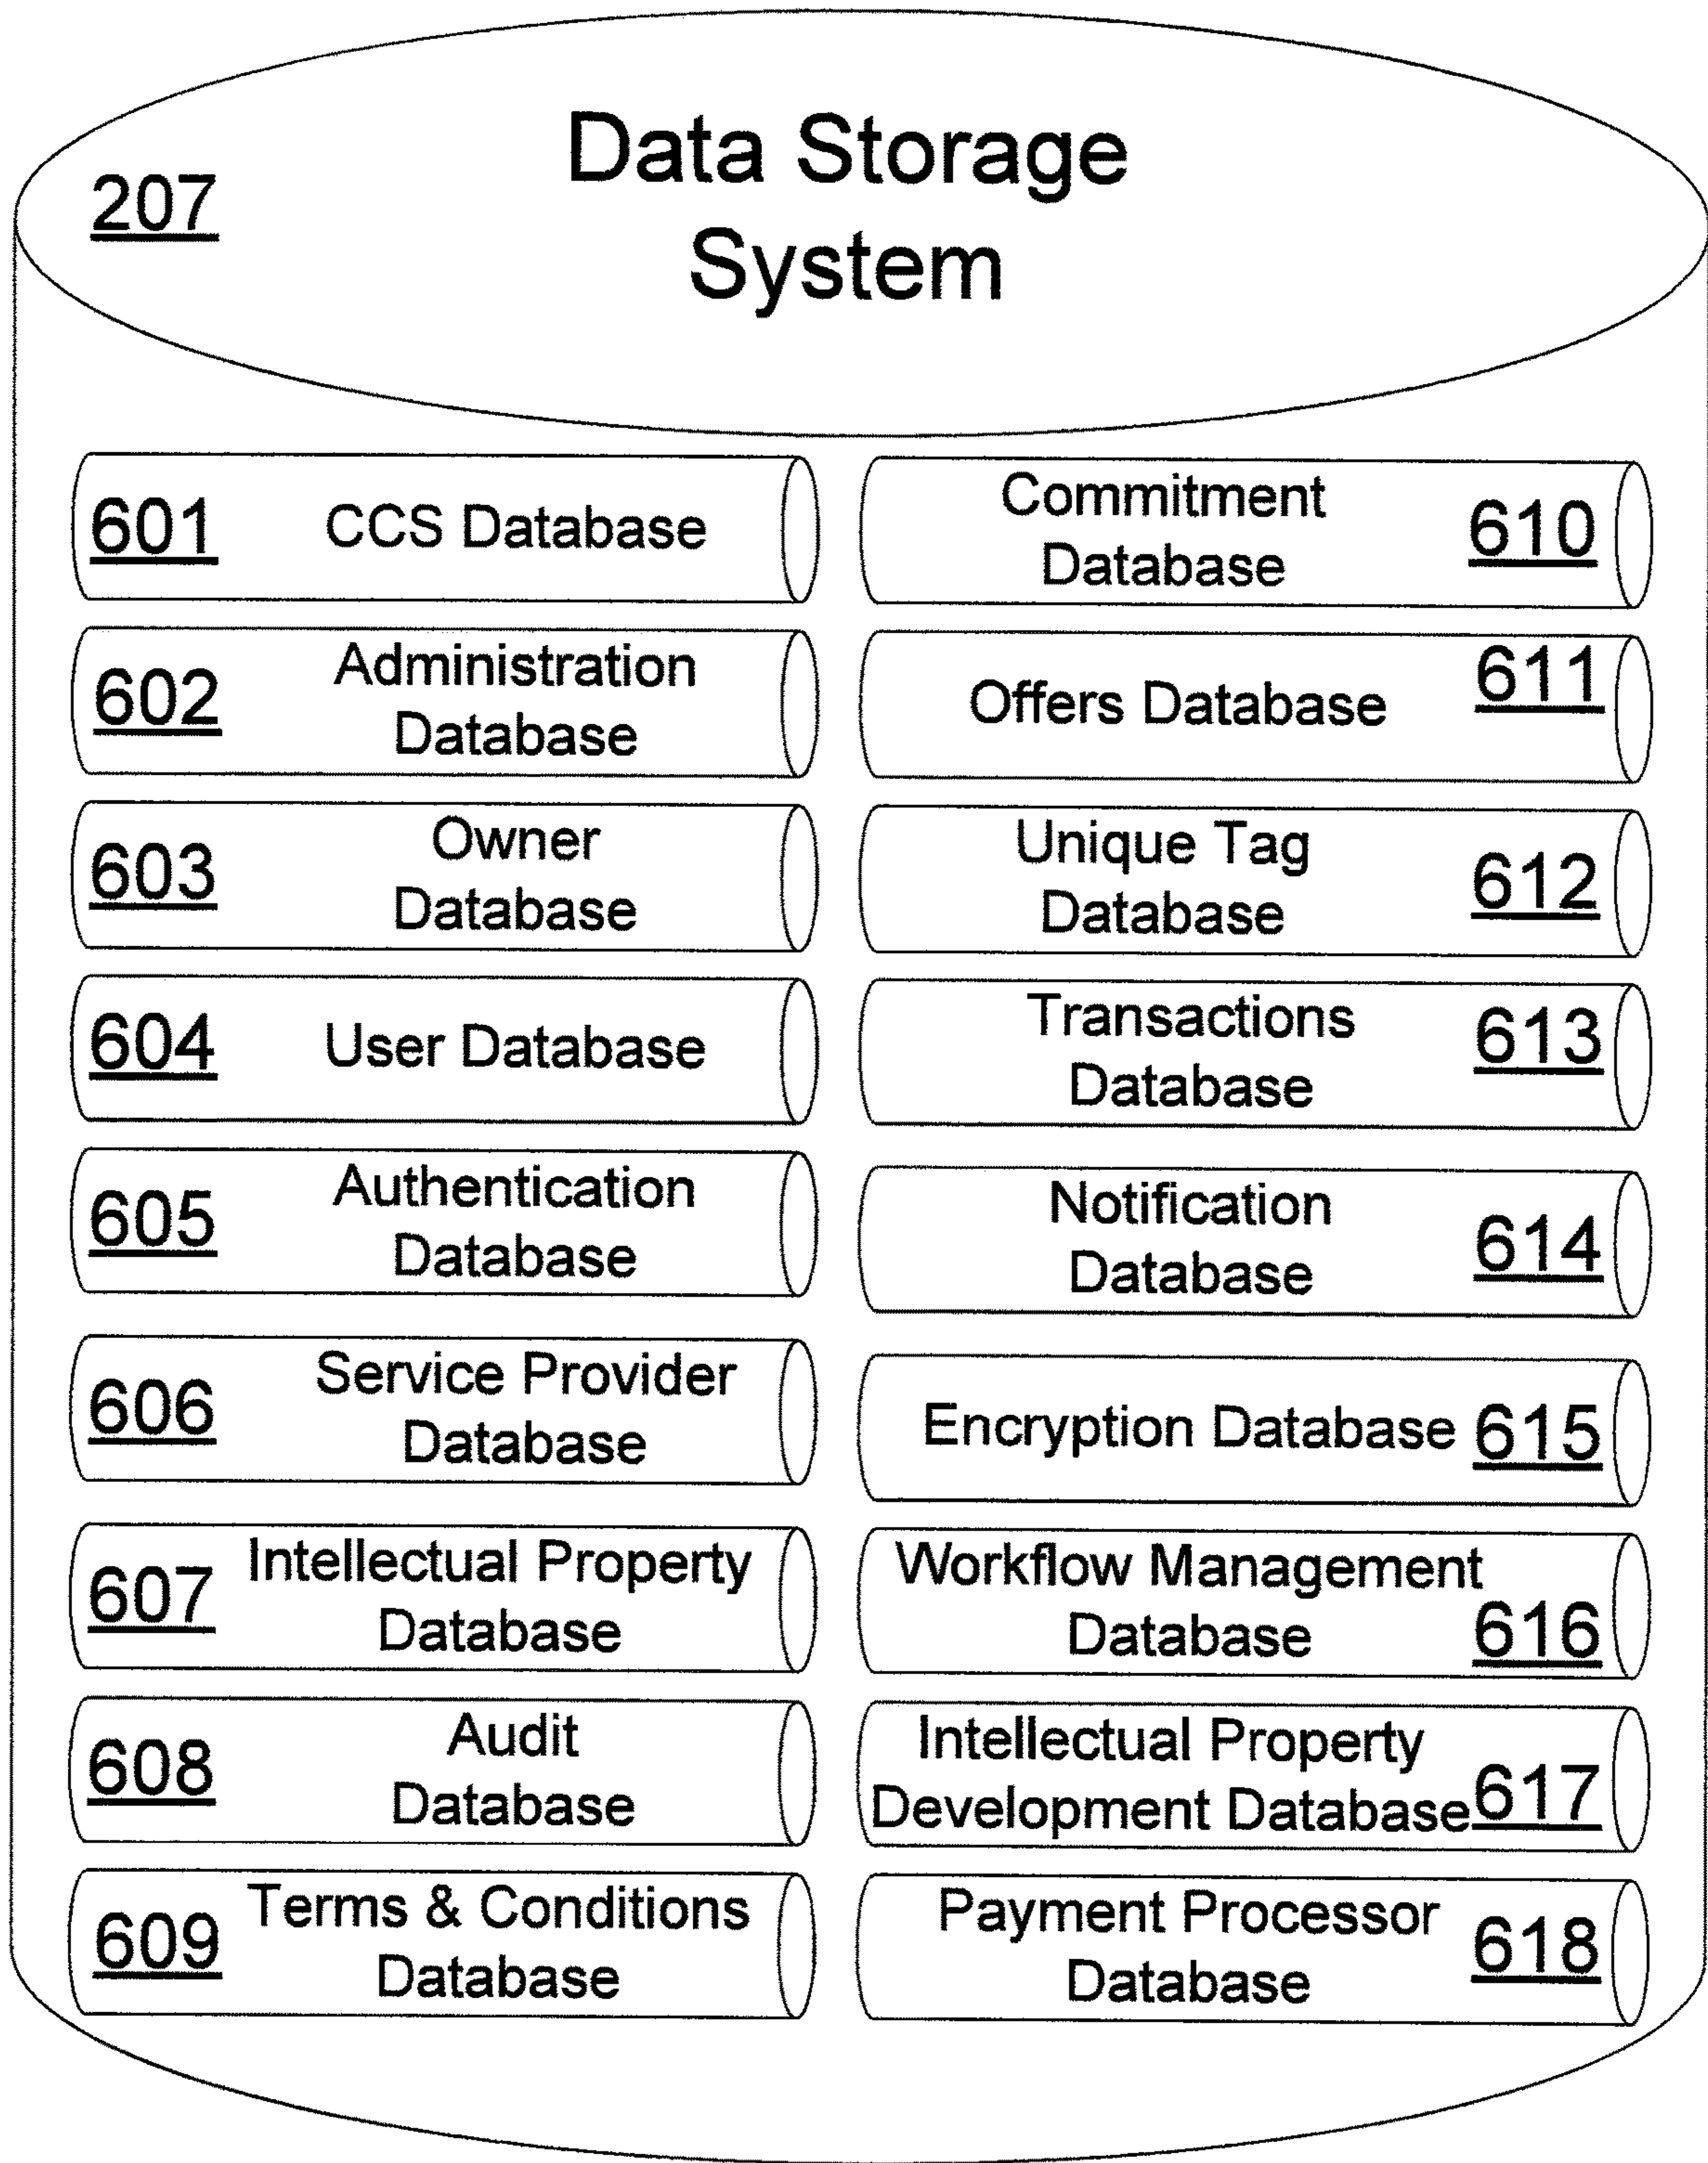 Data Storage
System
207
601
CCS Database
602
Administration
Database
603
Owner
Database
604
User Database
605
Authentication
Database
606
Service Provider
Database
607
Intellectual Property
Database
608
Audit
Database
609
Terms & Conditions
Database
Commitment
Database
610
Offers Database
611
Unique Tag
Database
612
Transactions
Database
613
Notification
Database
614
Encryption Database
615
Workflow Management
Database
616
Intellectual Property
Development Database
617
Payment Processor
Database
618